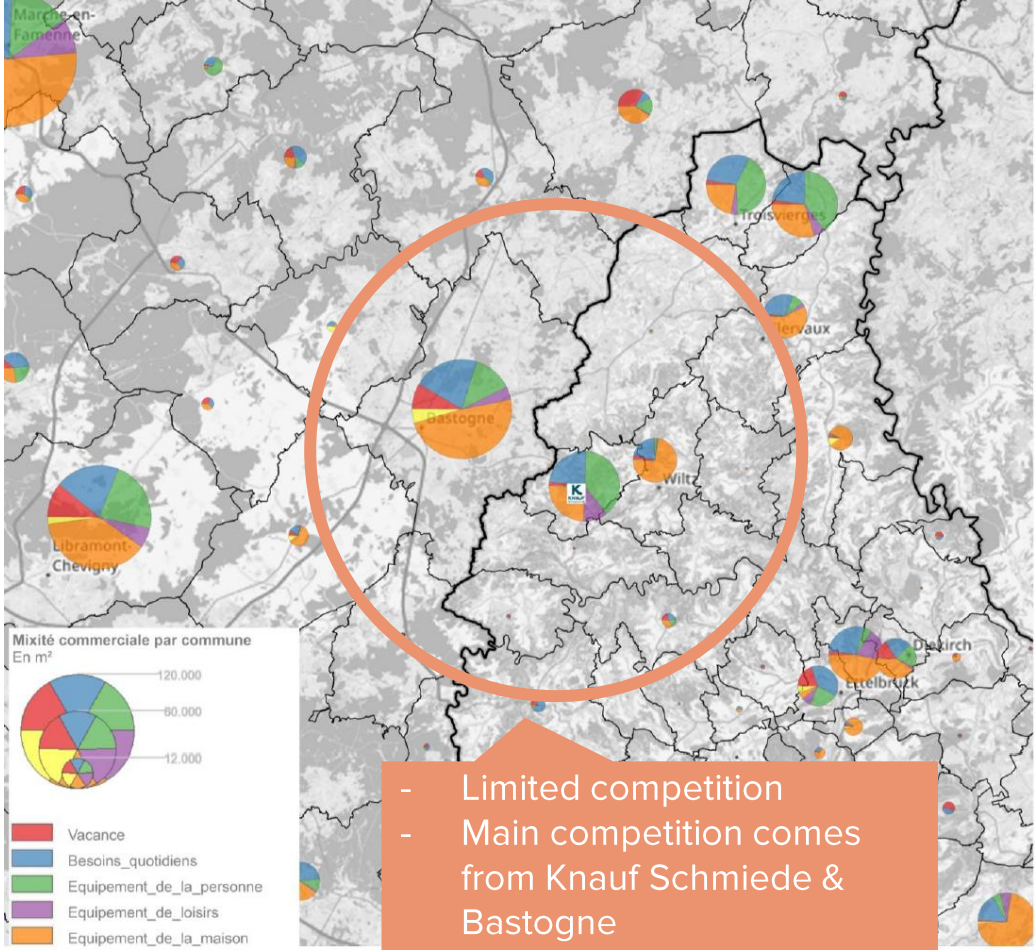 Marche-en-
Famenne
Troisvierges
Clervaux
Bastogne
Wiltz
K
KNAUF
Libramont-
Chevigny
Diekirch
Ettelbruck
Mixité commerciale par commune
En m²
120.000
60.000
12.000
Vacance
Besoins_quotidiens
Equipement_de_la_personne
Equipement_de_loisirs
Equipement_de_la_maison
- Limited competition
- Main competition comes
from Knauf Schmiede &
Bastogne